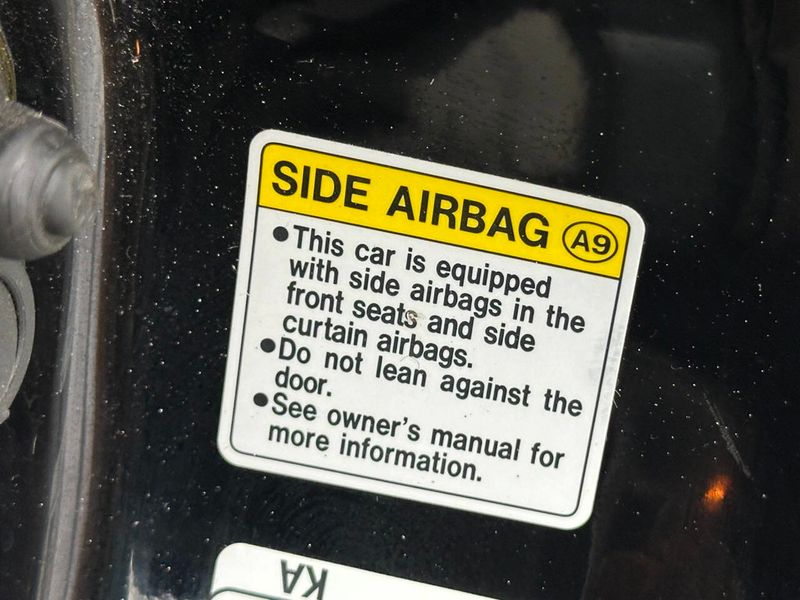 SIDE AIRBAG A9
●This car is equipped
with side airbags in the
front seats and side
curtain airbags.
●Do not lean against the
door.
●See owner's manual for
more information.
KA